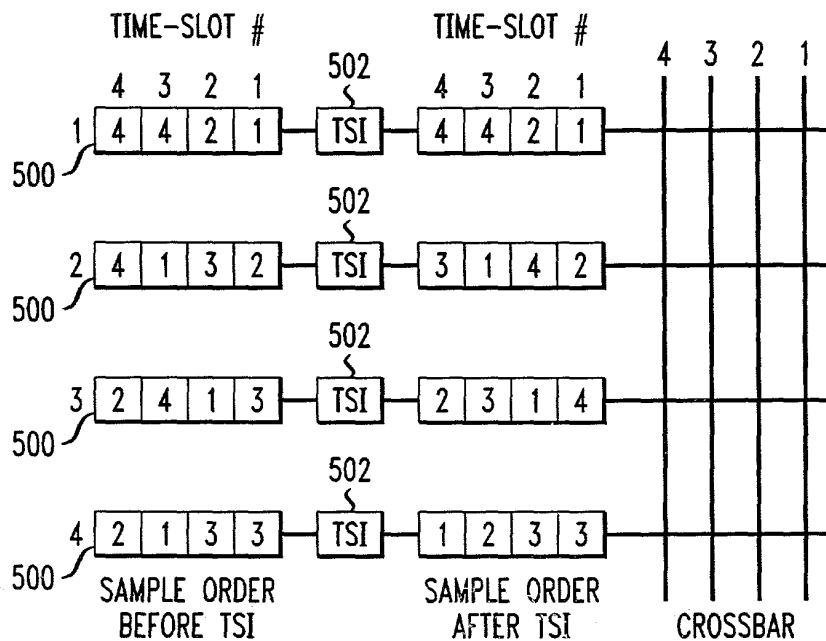 TIME-SLOT # TIME-SLOT #
4 3 2 1
502
4 3 2 1 4 3 2 1
1 4 4 2 1 TSI 4 4 2 1
500
502
2 4 1 3 2 TSI 3 1 4 2
500
502
3 2 4 1 3 TSI 2 3 1 4
500
502
4 2 1 3 3 TSI 1 2 3 3
500
SAMPLE ORDER SAMPLE ORDER
BEFORE TSI AFTER TSI CROSSBAR